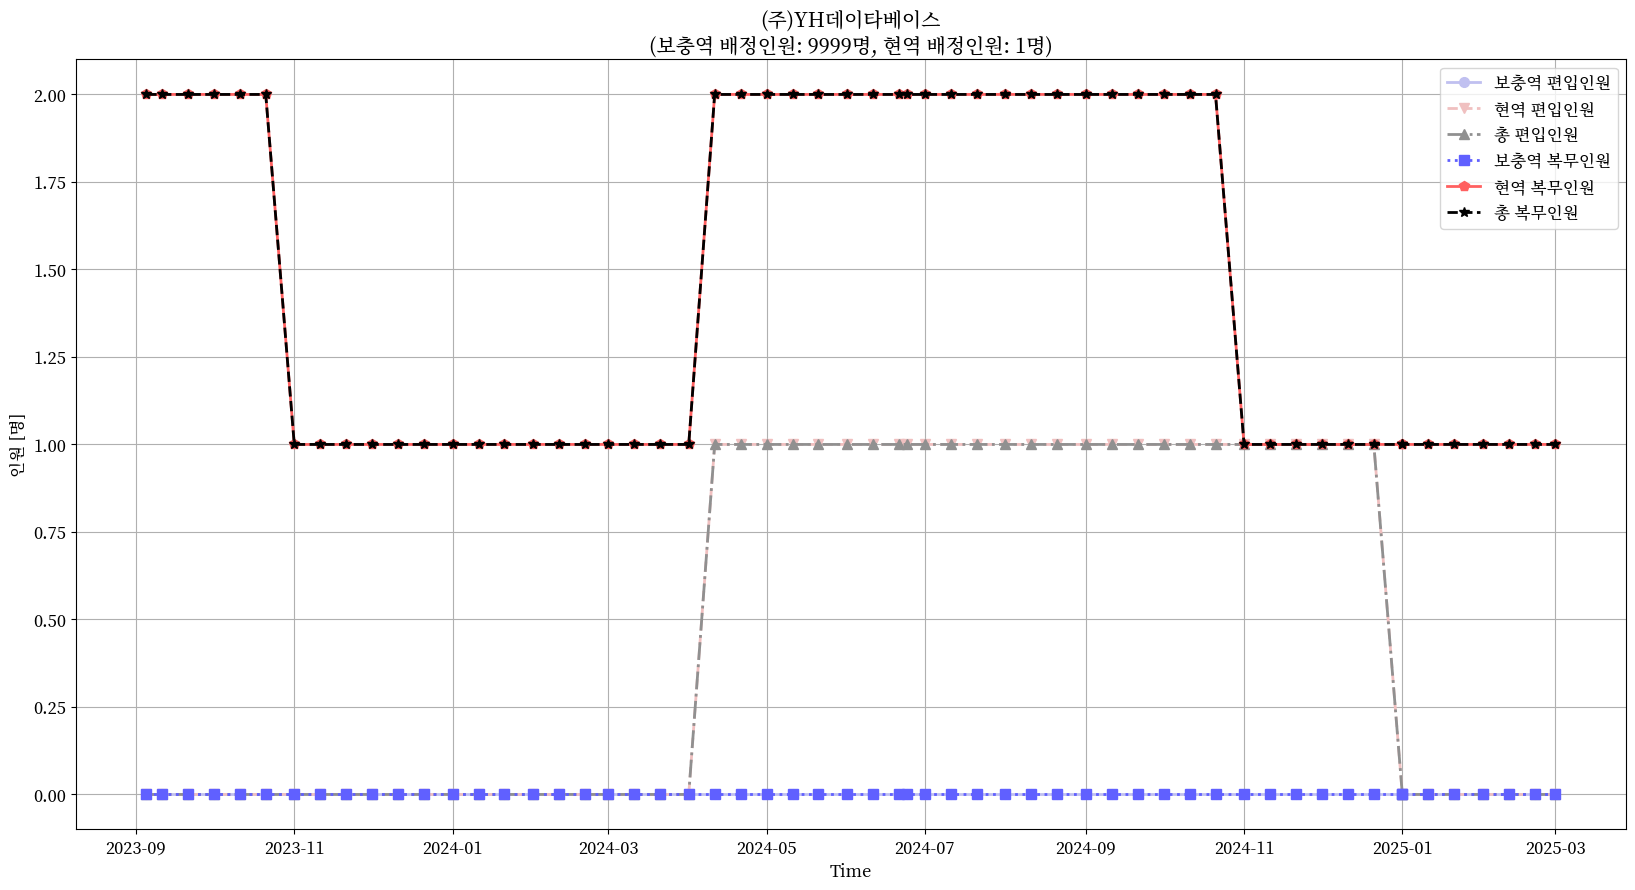 (주)YH데이타베이스
(보충역 배정인원: 9999명, 현역 배정인원: 1명)
보충역 편입인원
현역 편입인원
총 편입인원
보충역 복무인원
현역 복무인원
총 복무인원
인원 [명]
2.00
1.75
1.50
1.25
1.00
0.75
0.50
0.25
0.00
2023-09 2023-11 2024-01 2024-03 2024-05 2024-07 2024-09 2024-11 2025-01 2025-03
Time